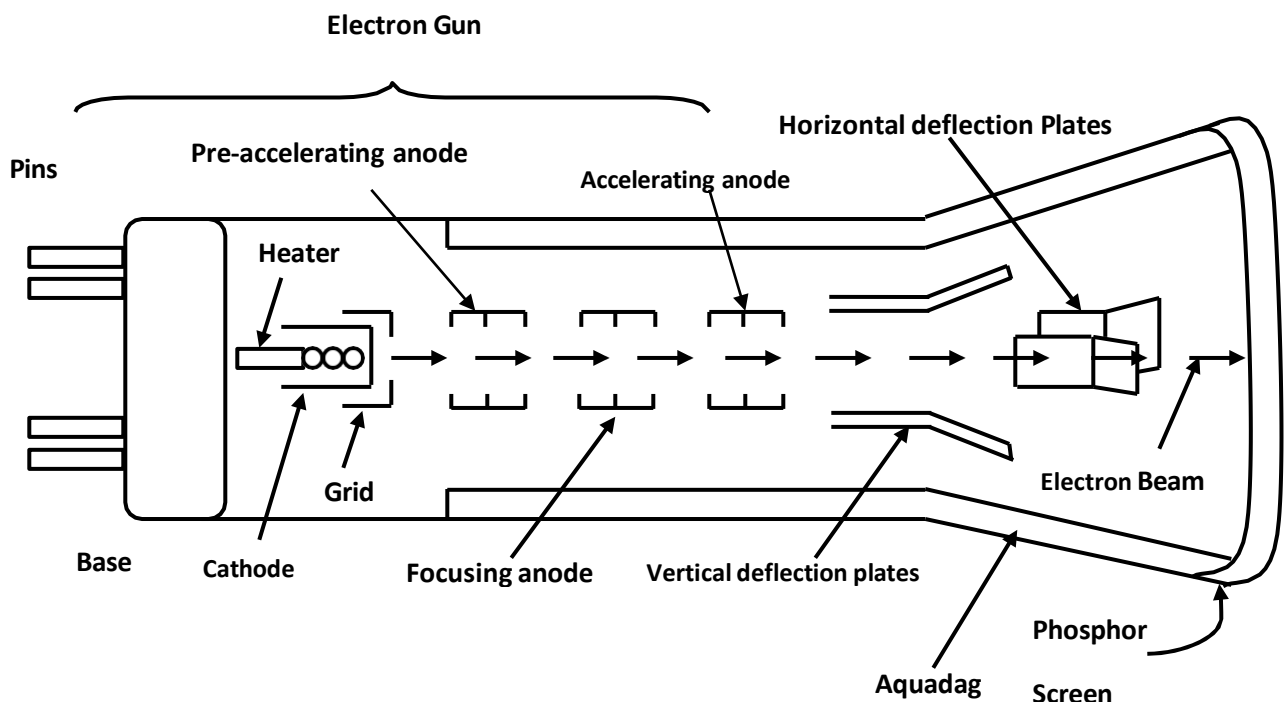 Electron Gun
Horizontal deflection Plates
Pre-accelerating anode
Pins
Accelerating anode
Heater
Grid
Electron Beam
Base
Cathode
Focusing anode
Vertical deflection plates
Phosphor
Screen
Aquadag